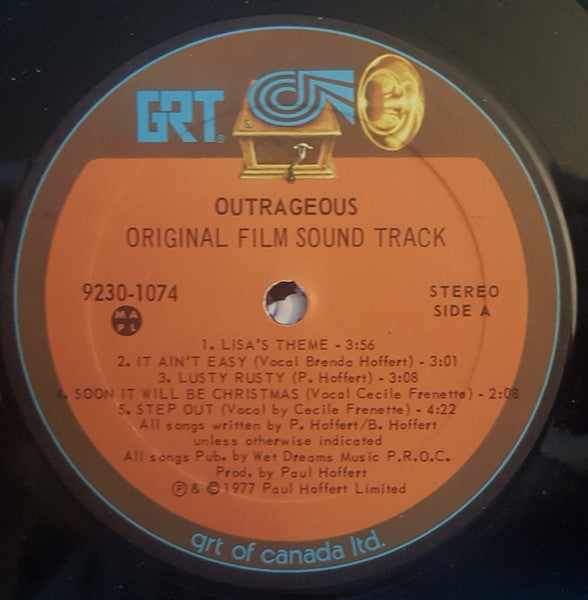 GRT®
OUTRAGEOUS
ORIGINAL FILM SOUND TRACK
9230-1074
STEREO
SIDE A
M A
P L
1. LISA'S THEME - 3:56
2. IT AIN'T EASY (Vocal Brenda Hoffert) - 3:01
3. LUSTY RUSTY (P. Hoffert) - 3:08
4. SOON IT WILL BE CHRISTMAS (Vocal Cecile Frenette) - 2:08
5. STEP OUT (Vocal by Cecile Frenette) - 4:22
All songs written by P. Hoffert/B. Hoffert
unless otherwise indicated
All songs Pub. by Wet Dreams Music P.R.O.C.
Prod. by Paul Hoffert
℗ & © 1977 Paul Hoffert Limited
grt of canada ltd.